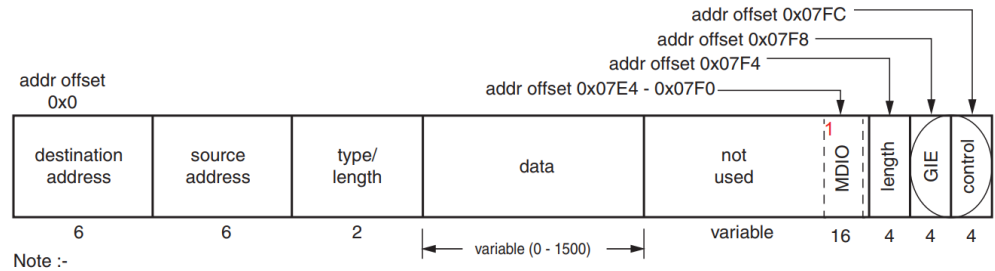 addr offset 0x07FC
addr offset 0x07F8
addr offset 0x07F4
addr offset 0x07E4 - 0x07F0
addr offset
0x0
destination
address
source
address
type/
length
data
not
used
1
MDIO
length
GIE
control
6
6
2
variable (0 - 1500)
variable
16
4
4
4
Note :-